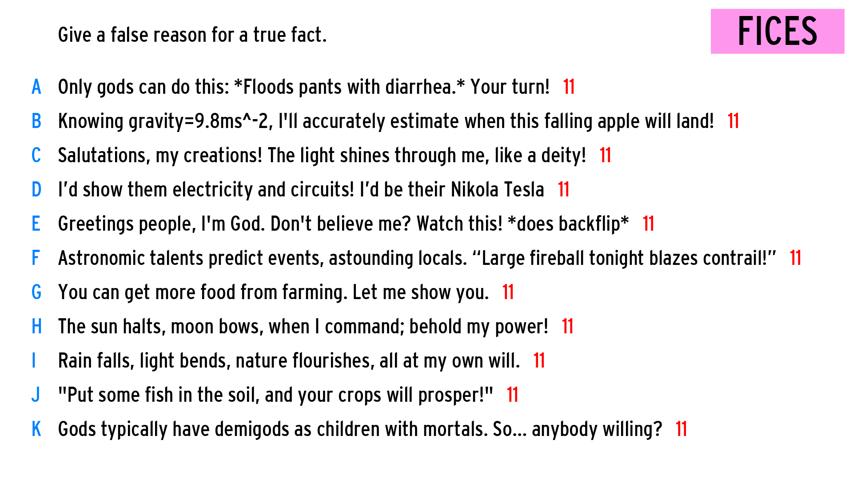 Give a false reason for a true fact.
FICES
A Only gods can do this: *Floods pants with diarrhea.* Your turn! 11
B Knowing gravity=9.8ms^-2, I'll accurately estimate when this falling apple will land! 11
C Salutations, my creations! The light shines through me, like a deity! 11
D I’d show them electricity and circuits! I’d be their Nikola Tesla 11
E Greetings people, I'm God. Don't believe me? Watch this! *does backflip* 11
F Astronomic talents predict events, astounding locals. “Large fireball tonight blazes contrail!” 11
G You can get more food from farming. Let me show you. 11
H The sun halts, moon bows, when I command; behold my power! 11
I Rain falls, light bends, nature flourishes, all at my own will. 11
J "Put some fish in the soil, and your crops will prosper!" 11
K Gods typically have demigods as children with mortals. So... anybody willing? 11